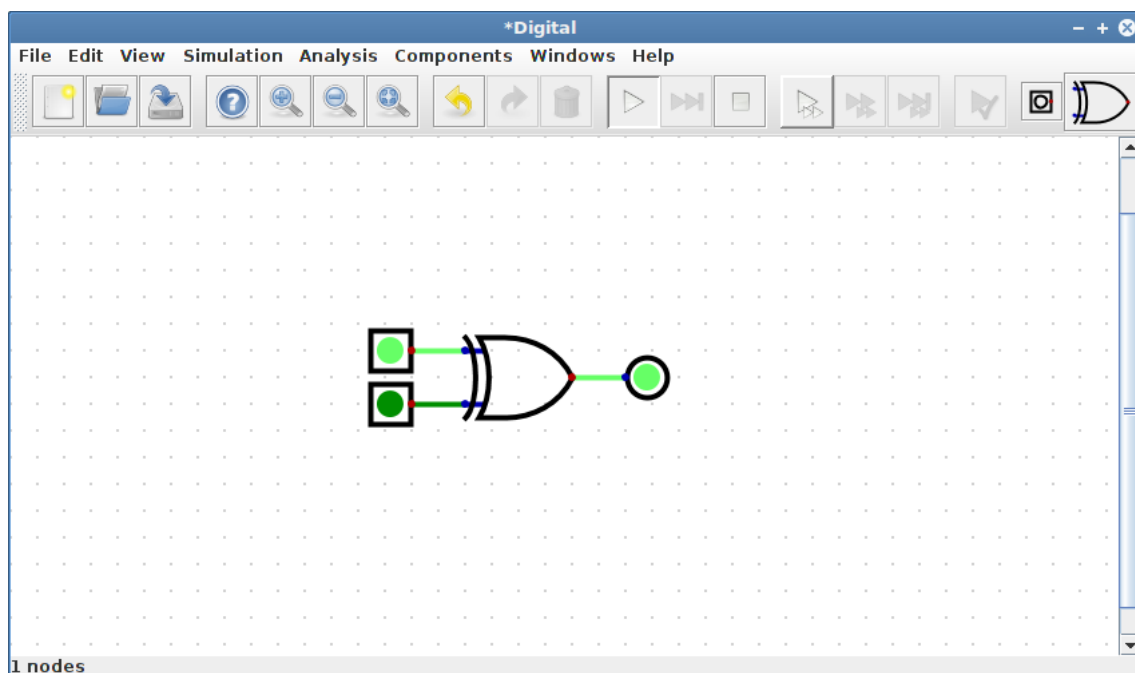 *Digital
File Edit View Simulation Analysis Components Windows Help
1 nodes